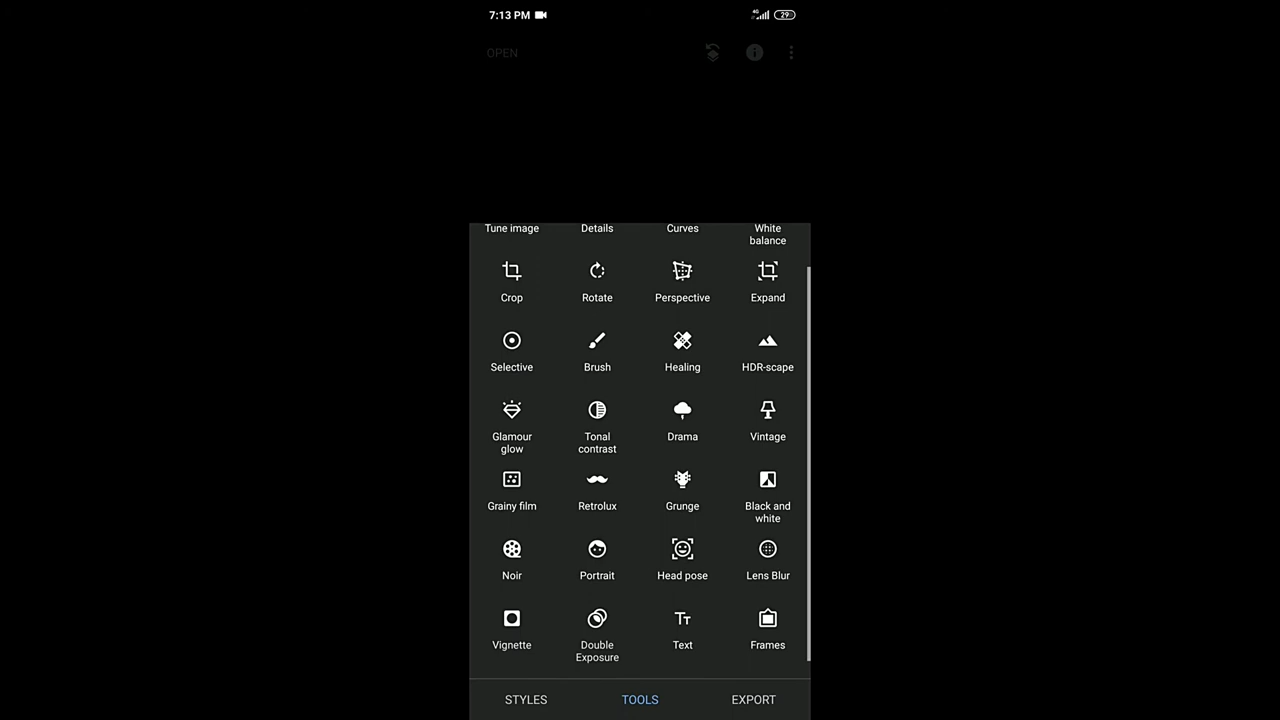 7:13 PM 4G 29
OPEN
Tune image Details Curves White balance
Crop Rotate Perspective Expand
Selective Brush Healing HDR-scape
Glamour glow Tonal contrast Drama Vintage
Grainy film Retrolux Grunge Black and white
Noir Portrait Head pose Lens Blur
Vignette Double Exposure Text Frames
STYLES TOOLS EXPORT